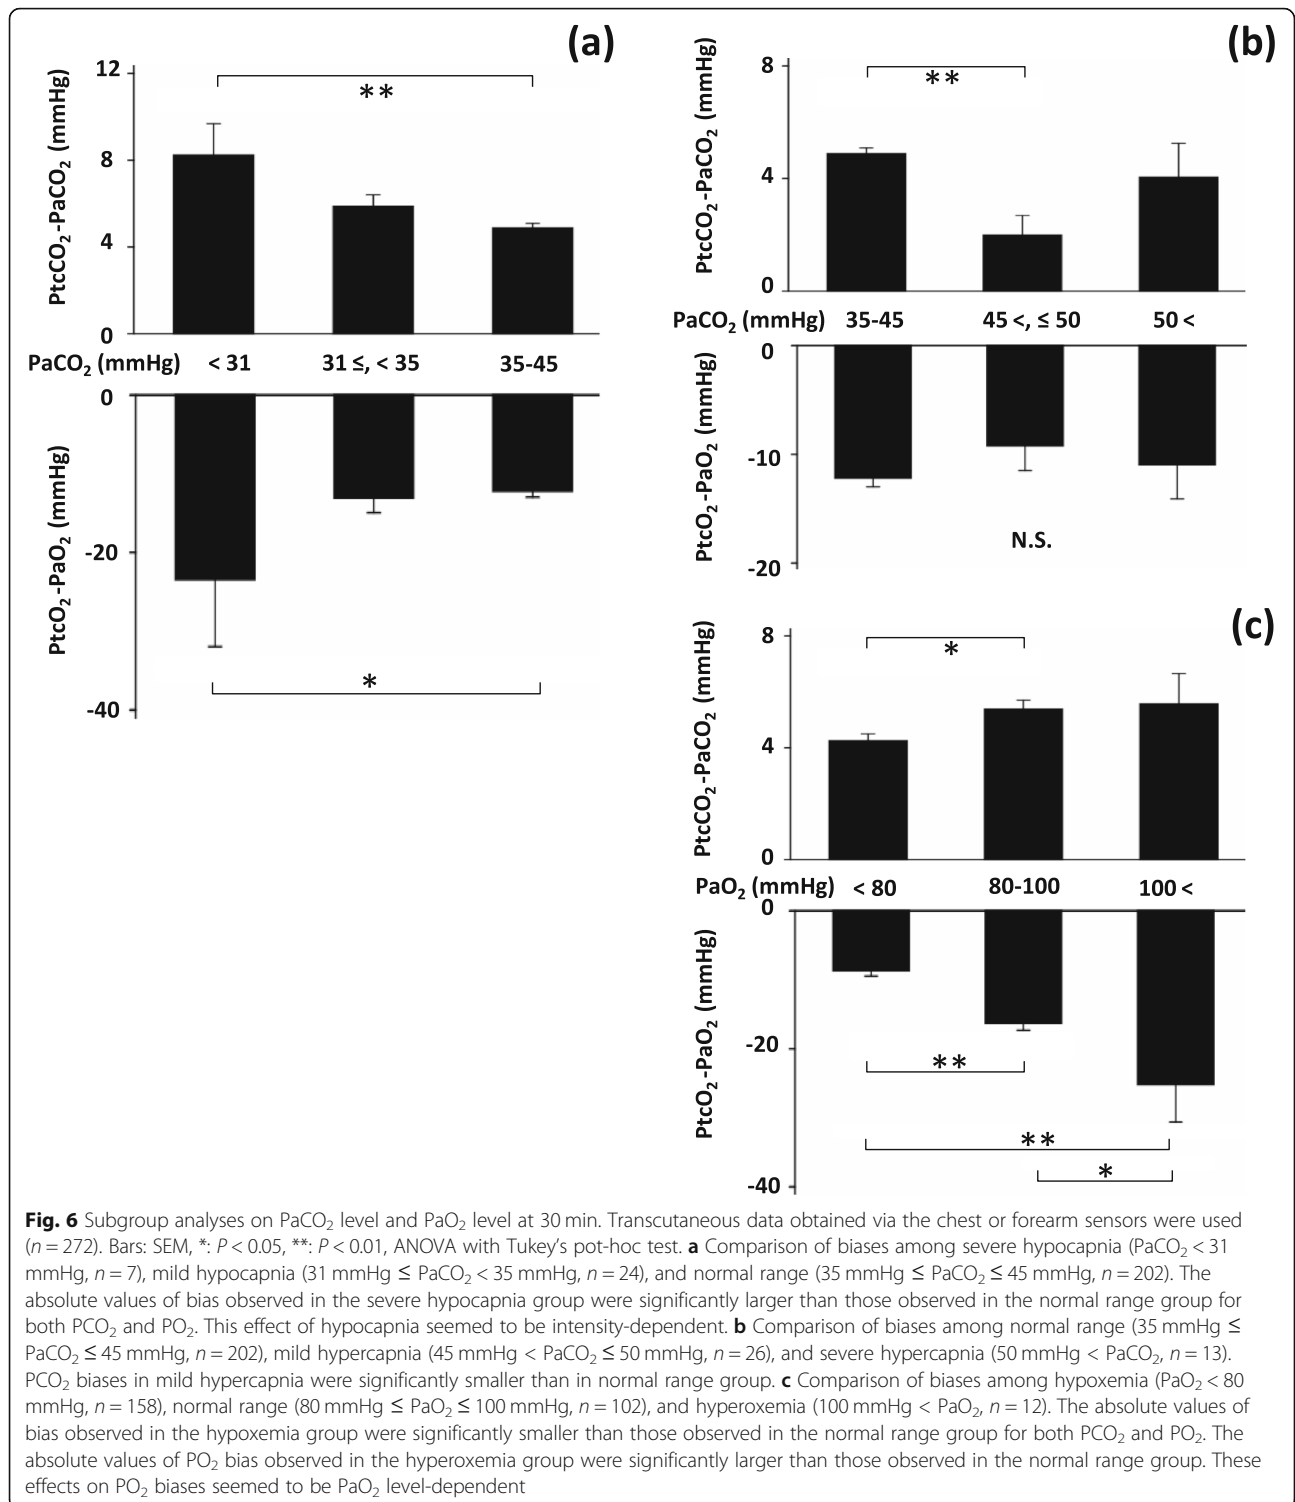 (a)
12
**
8
4
0
PtcCO₂-PaCO₂ (mmHg)
PaCO₂ (mmHg) < 31 31 ≤, < 35 35-45
0
-20
-40
PtcO₂-PaO₂ (mmHg)
*
(b)
8
**
4
0
PtcCO₂-PaCO₂ (mmHg)
PaCO₂ (mmHg) 35-45 45 <, ≤ 50 50 <
0
-10
-20
PtcO₂-PaO₂ (mmHg)
N.S.
(c)
8
*
4
0
PtcCO₂-PaCO₂ (mmHg)
PaO₂ (mmHg) < 80 80-100 100 <
0
-20
-40
PtcO₂-PaO₂ (mmHg)
**
**
*
Fig. 6 Subgroup analyses on PaCO₂ level and PaO₂ level at 30 min. Transcutaneous data obtained via the chest or forearm sensors were used
(n = 272). Bars: SEM, *: P < 0.05, **: P < 0.01, ANOVA with Tukey's pot-hoc test. a Comparison of biases among severe hypocapnia (PaCO₂ < 31
mmHg, n = 7), mild hypocapnia (31 mmHg ≤ PaCO₂ < 35 mmHg, n = 24), and normal range (35 mmHg ≤ PaCO₂ ≤ 45 mmHg, n = 202). The
absolute values of bias observed in the severe hypocapnia group were significantly larger than those observed in the normal range group for
both PCO₂ and PO₂. This effect of hypocapnia seemed to be intensity-dependent. b Comparison of biases among normal range (35 mmHg ≤
PaCO₂ ≤ 45 mmHg, n = 202), mild hypercapnia (45 mmHg < PaCO₂ ≤ 50 mmHg, n = 26), and severe hypercapnia (50 mmHg < PaCO₂, n = 13).
PCO₂ biases in mild hypercapnia were significantly smaller than in normal range group. c Comparison of biases among hypoxemia (PaO₂ < 80
mmHg, n = 158), normal range (80 mmHg ≤ PaO₂ ≤ 100 mmHg, n = 102), and hyperoxemia (100 mmHg < PaO₂, n = 12). The absolute values of
bias observed in the hypoxemia group were significantly smaller than those observed in the normal range group for both PCO₂ and PO₂. The
absolute values of PO₂ bias observed in the hyperoxemia group were significantly larger than those observed in the normal range group. These
effects on PO₂ biases seemed to be PaO₂ level-dependent